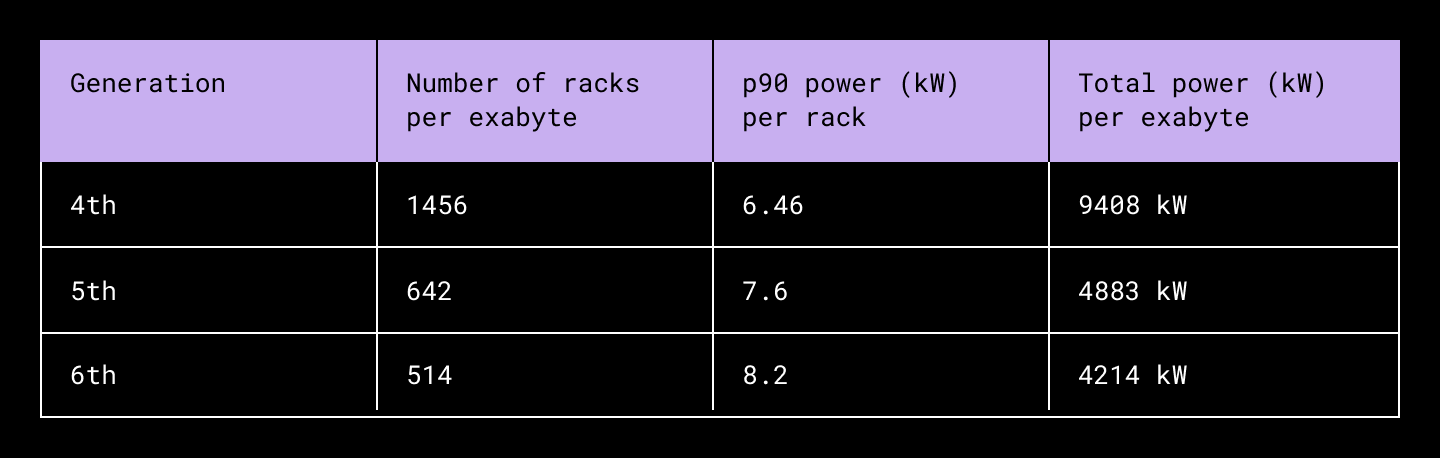 Generation Number of racks p90 power (kW) Total power (kW)
per exabyte per rack per exabyte
4th 1456 6.46 9408 kW
5th 642 7.6 4883 kW
6th 514 8.2 4214 kW